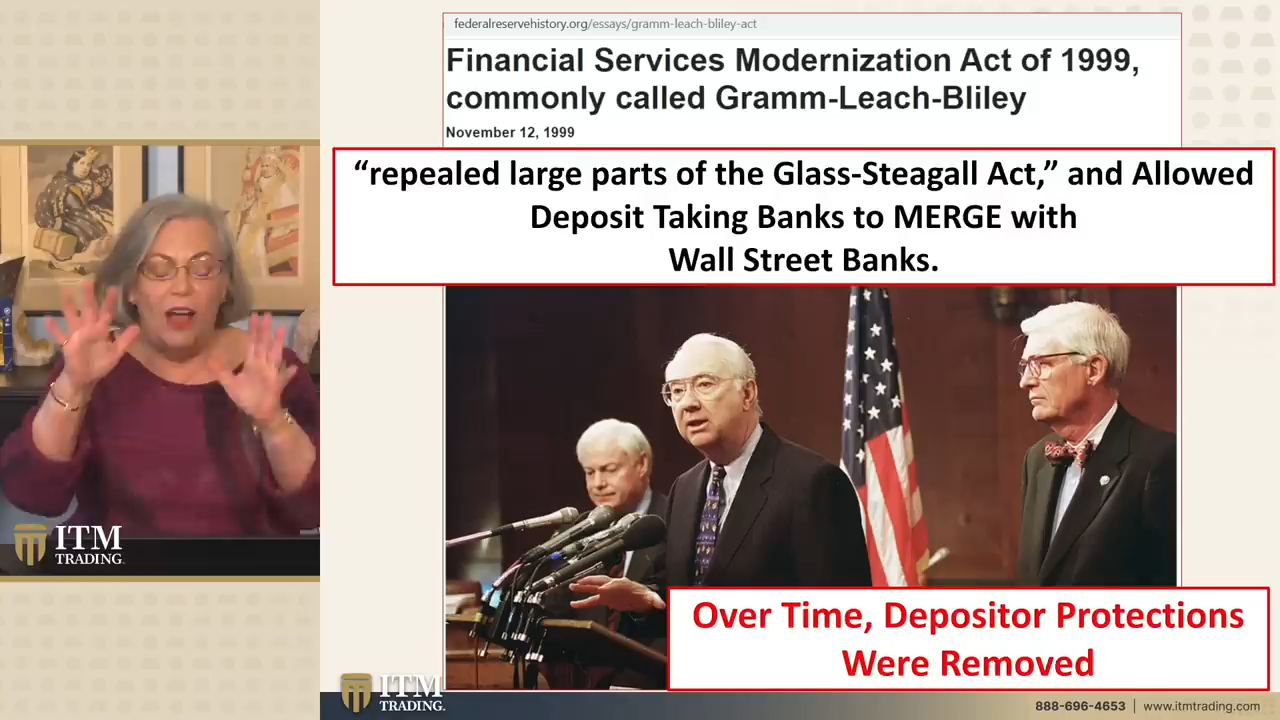 federalreservehistory.org/essays/gramm-leach-bliley-act
Financial Services Modernization Act of 1999,
commonly called Gramm-Leach-Bliley
November 12, 1999
“repealed large parts of the Glass-Steagall Act,” and Allowed
Deposit Taking Banks to MERGE with
Wall Street Banks.
Over Time, Depositor Protections
Were Removed
ITM
TRADING.
ITM
TRADING.
888-696-4653 | www.itmtrading.com